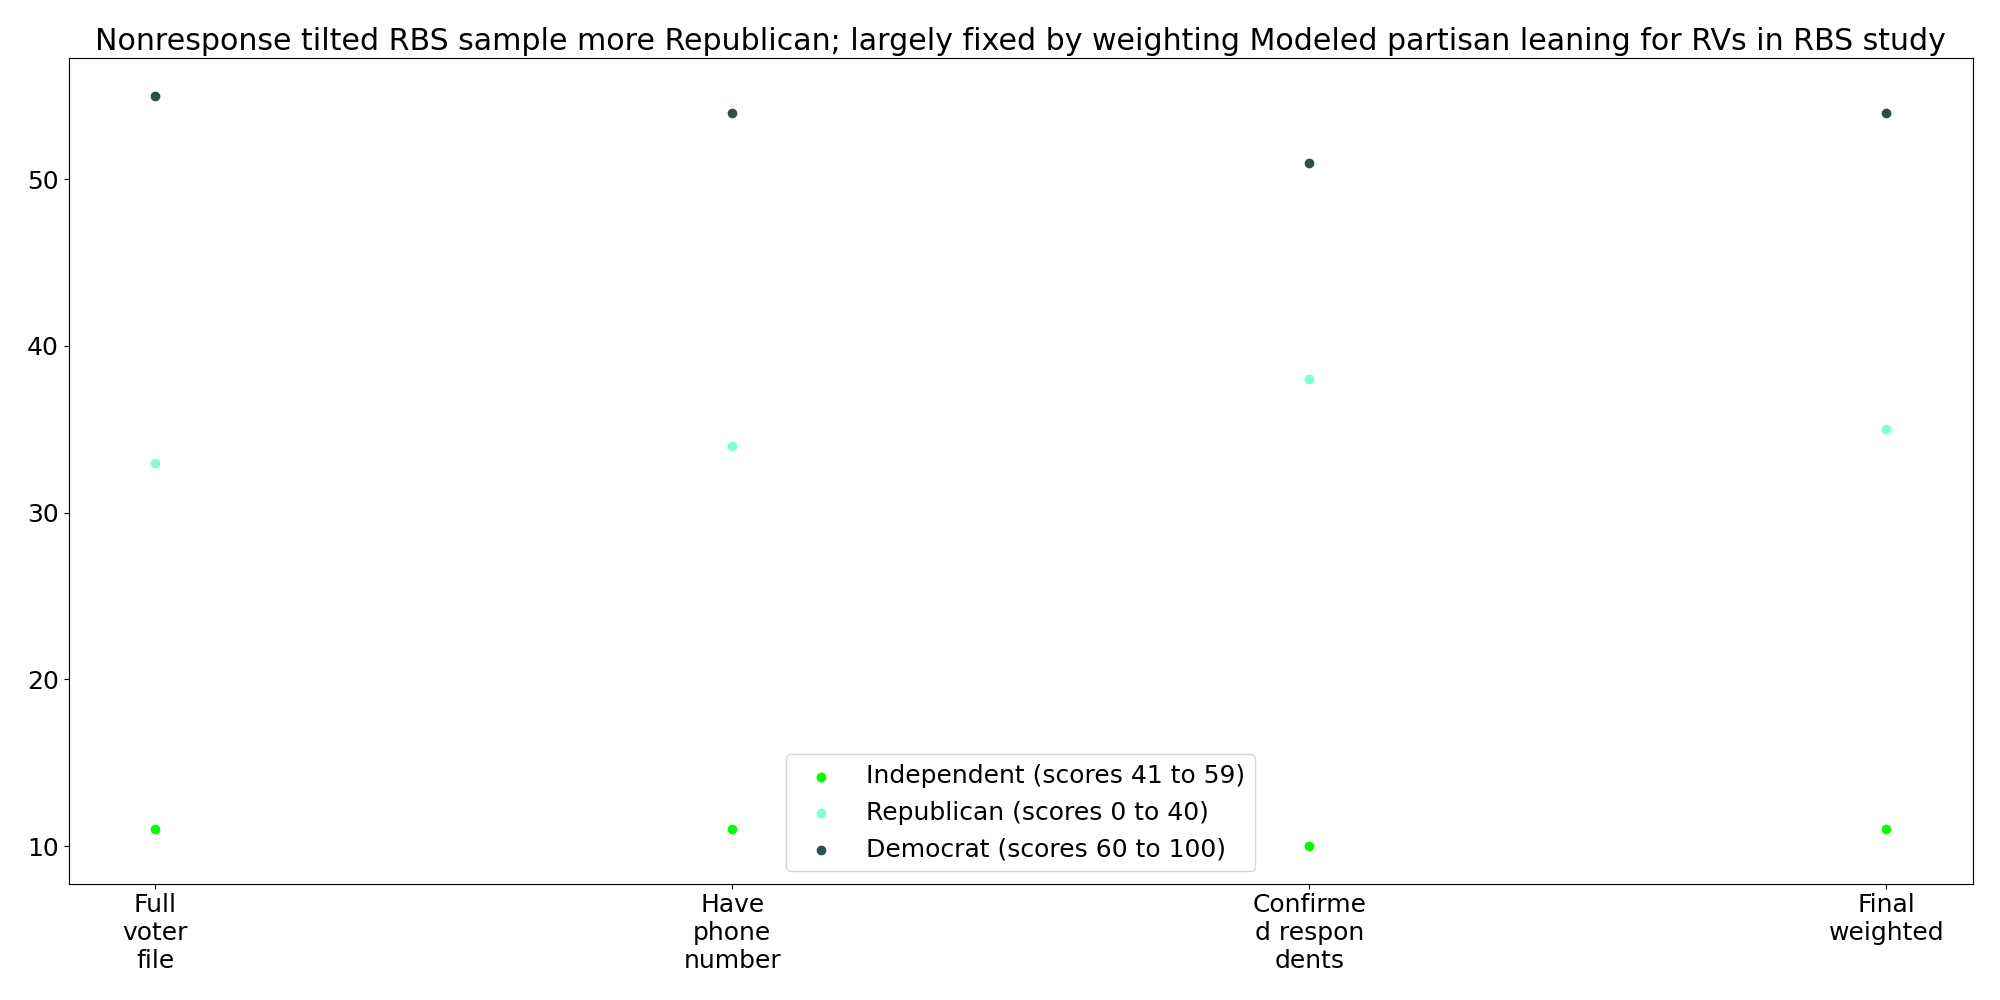 Nonresponse tilted RBS sample more Republican; largely fixed by weighting Modeled partisan leaning for RVs in RBS study
50
40
30
20
10
Independent (scores 41 to 59)
Republican (scores 0 to 40)
Democrat (scores 60 to 100)
Full
voter
file
Have
phone
number
Confirme
d respon
dents
Final
weighted